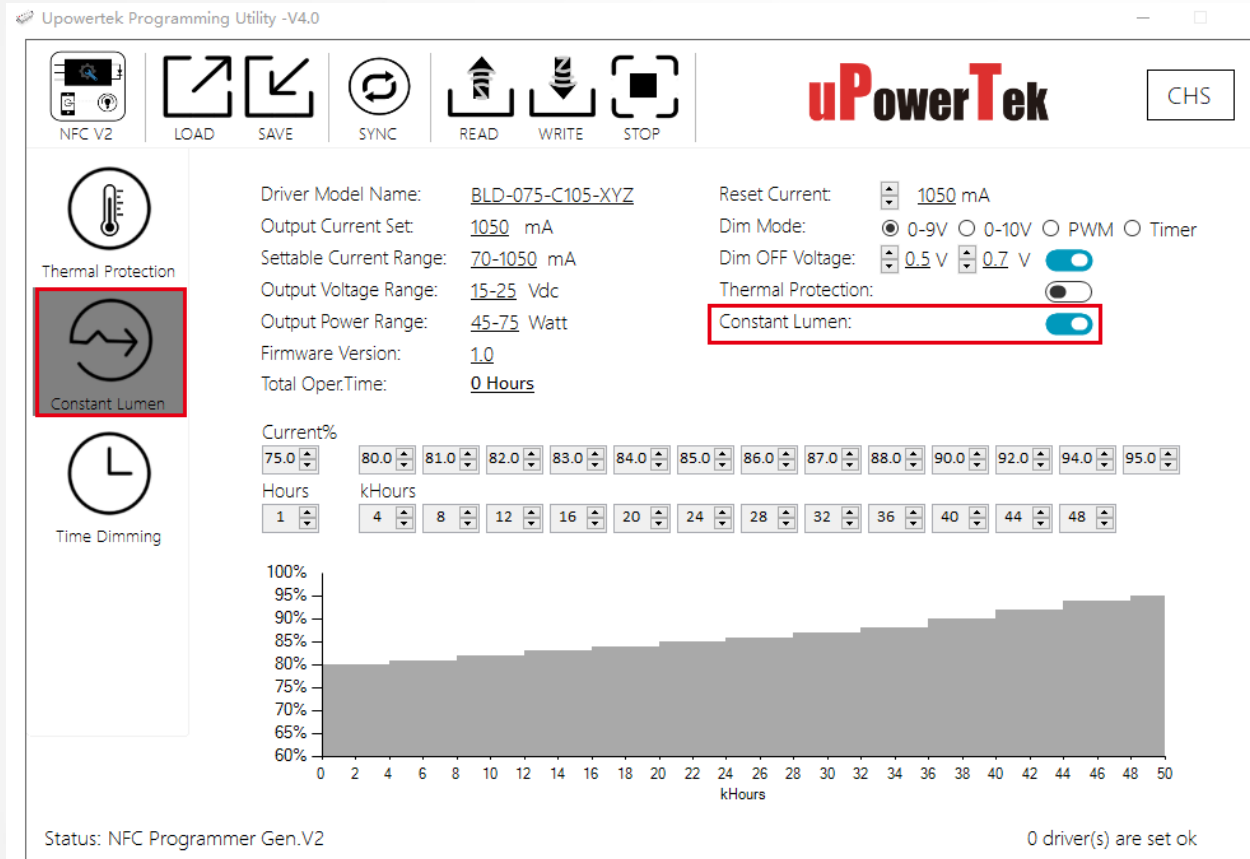 Upowertek Programming Utility -V4.0
NFC V2
LOAD
SAVE
SYNC
READ
WRITE
STOP
uPowerTek
CHS
Thermal Protection
Constant Lumen
Time Dimming
Driver Model Name: BLD-075-C105-XYZ
Output Current Set: 1050 mA
Settable Current Range: 70-1050 mA
Output Voltage Range: 15-25 Vdc
Output Power Range: 45-75 Watt
Firmware Version: 1.0
Total Oper.Time: 0 Hours
Reset Current: 1050 mA
Dim Mode: 0-9V 0-10V PWM Timer
Dim OFF Voltage: 0.5 V 0.7 V
Thermal Protection:
Constant Lumen:
Current%
75.0 80.0 81.0 82.0 83.0 84.0 85.0 86.0 87.0 88.0 90.0 92.0 94.0 95.0
Hours kHours
1 4 8 12 16 20 24 28 32 36 40 44 48
100%
95%
90%
85%
80%
75%
70%
65%
60%
0 2 4 6 8 10 12 14 16 18 20 22 24 26 28 30 32 34 36 38 40 42 44 46 48 50
kHours
Status: NFC Programmer Gen.V2
0 driver(s) are set ok